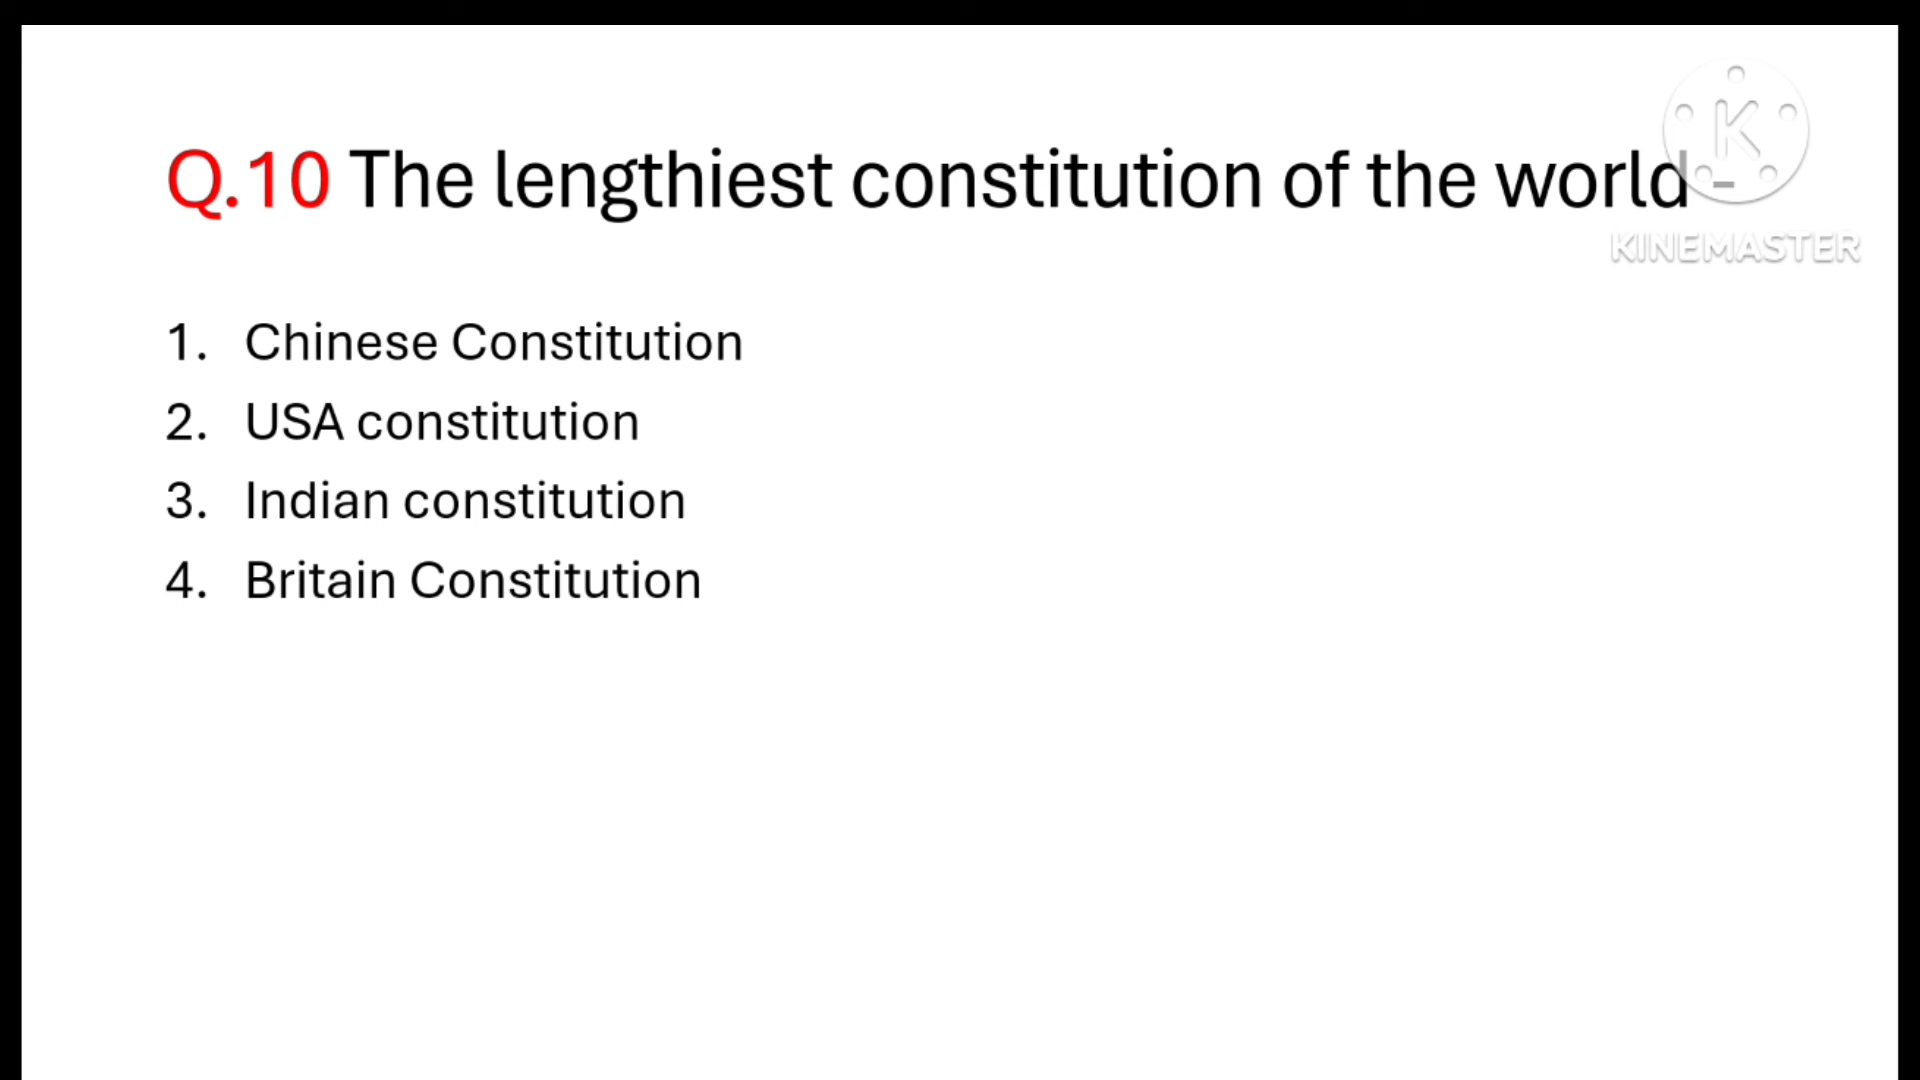 Q.10 The lengthiest constitution of the world _
K
KINEMASTER
1. Chinese Constitution
2. USA constitution
3. Indian constitution
4. Britain Constitution